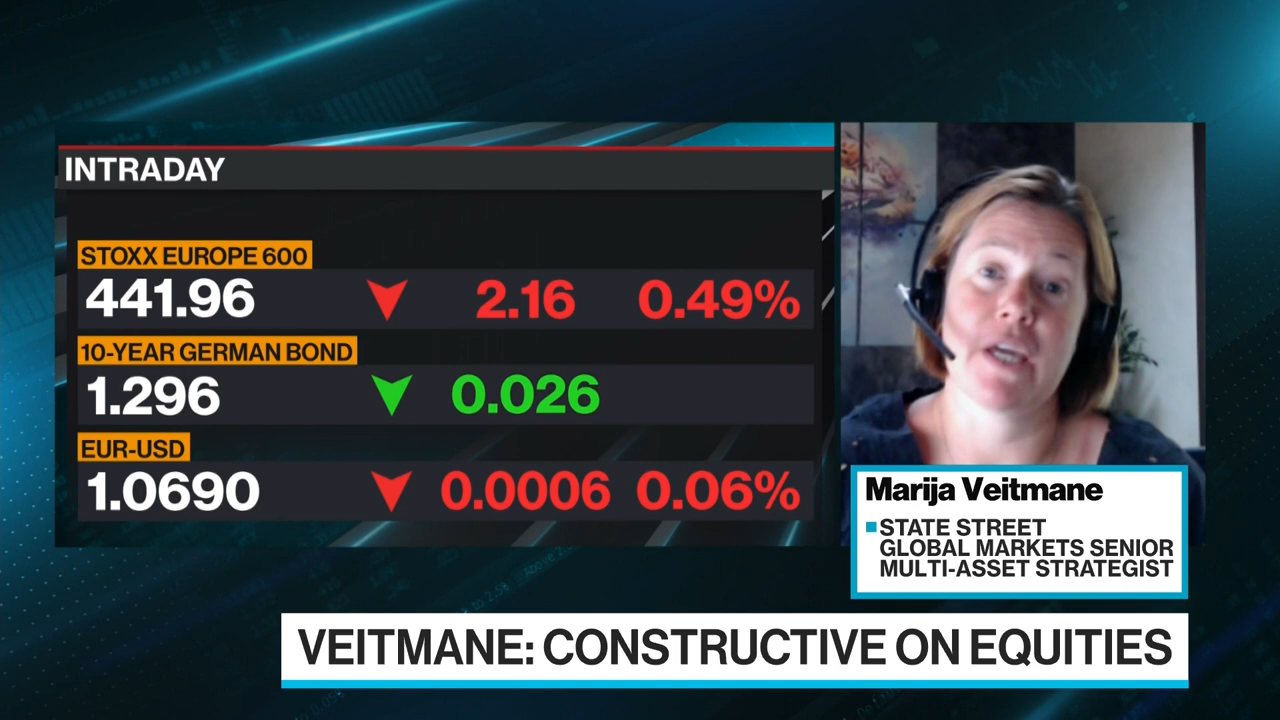 INTRADAY
STOXX EUROPE 600
441.96 2.16 0.49%
10-YEAR GERMAN BOND
1.296 0.026
EUR-USD
1.0690 0.0006 0.06%
Marija Veitmane
STATE STREET
GLOBAL MARKETS SENIOR
MULTI-ASSET STRATEGIST
VEITMANE: CONSTRUCTIVE ON EQUITIES